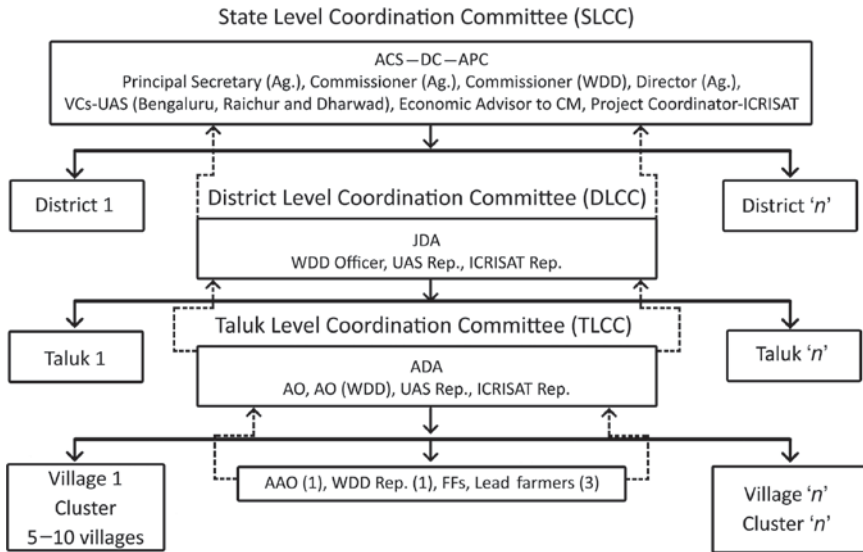 State Level Coordination Committee (SLCC)
ACS–DC–APC
Principal Secretary (Ag.), Commissioner (Ag.), Commissioner (WDD), Director (Ag.),
VCs-UAS (Bengaluru, Raichur and Dharwad), Economic Advisor to CM, Project Coordinator-ICRISAT
District 1
District Level Coordination Committee (DLCC)
District ‘n’
JDA
WDD Officer, UAS Rep., ICRISAT Rep.
Taluk 1
Taluk Level Coordination Committee (TLCC)
Taluk ‘n’
ADA
AO, AO (WDD), UAS Rep., ICRISAT Rep.
Village 1
Cluster
5–10 villages
AAO (1), WDD Rep. (1), FFs, Lead farmers (3)
Village ‘n’
Cluster ‘n’